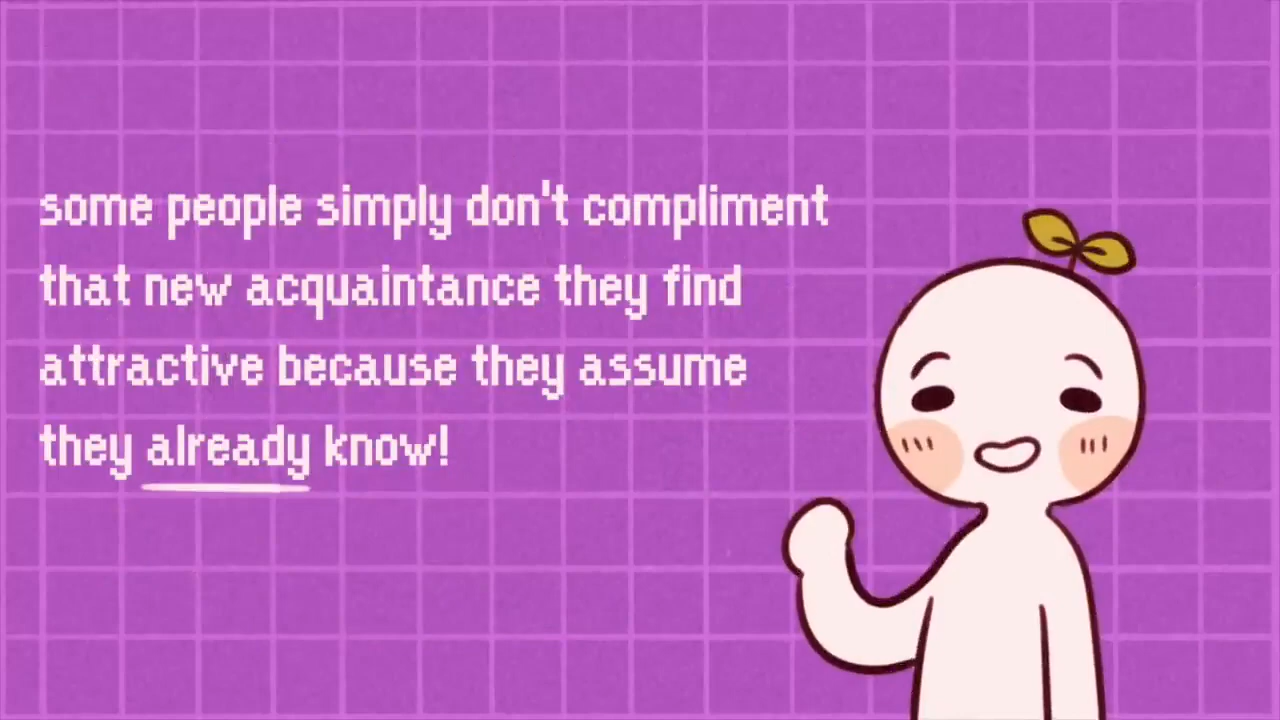 some people simply don't compliment
that new acquaintance they find
attractive because they assume
they already know!